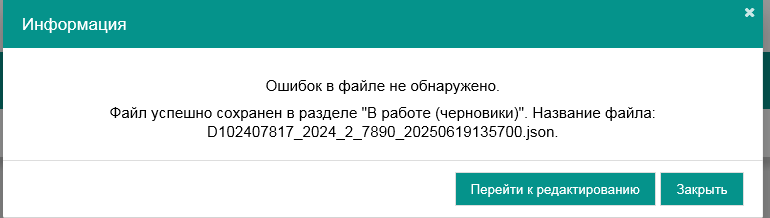 Информация
Ошибок в файле не обнаружено.
Файл успешно сохранен в разделе "В работе (черновики)". Название файла:
D102407817_2024_2_7890_20250619135700.json.
Перейти к редактированию
Закрыть